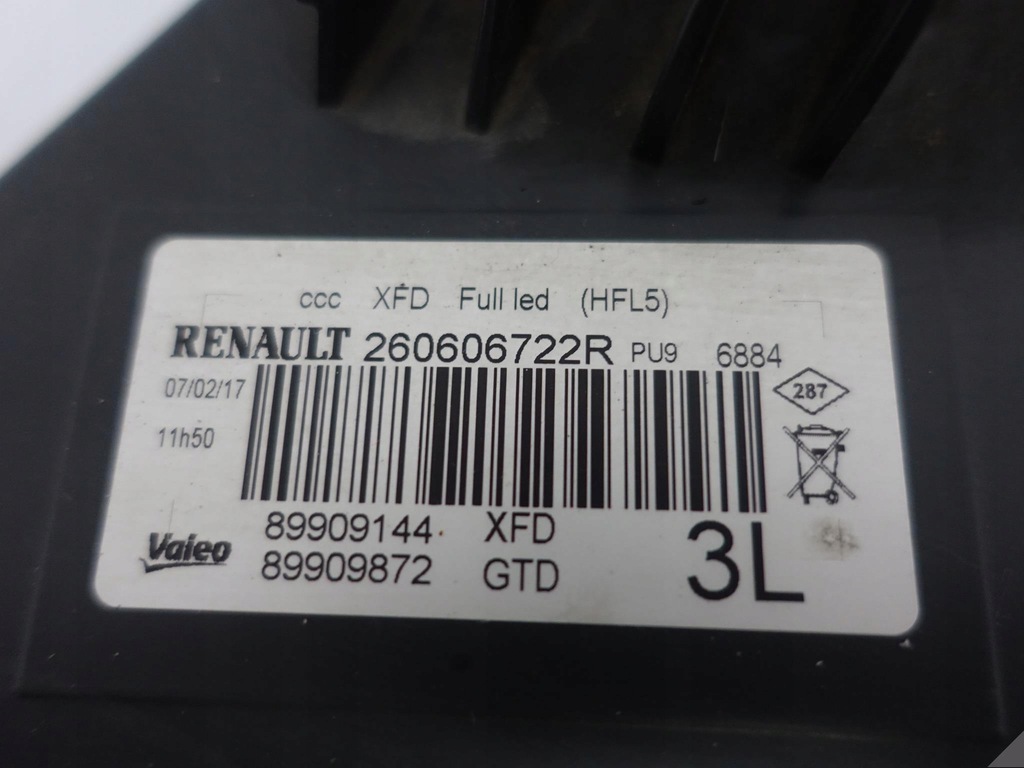 ccc XFD Full led (HFL5)
RENAULT 260606722R PU9 6884
07/02/17
287
11h50
89909144 XFD
Valeo
89909872 GTD
3L